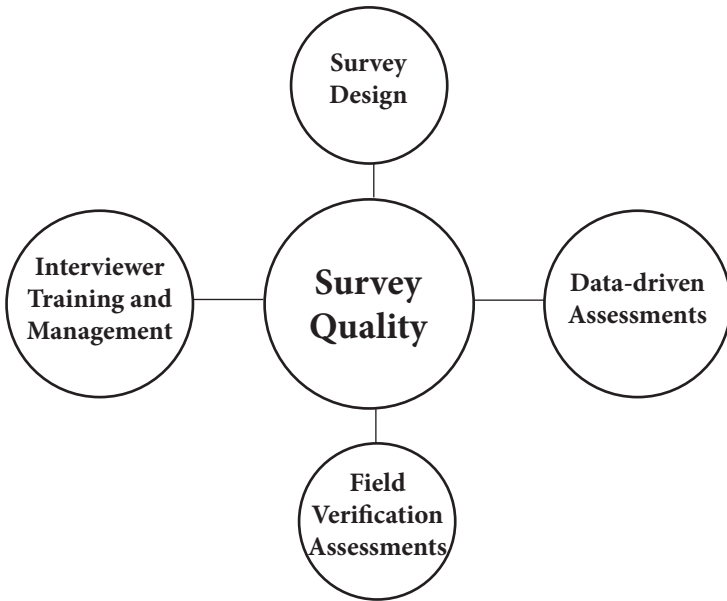 Survey
Design
Interviewer
Training and
Management
Survey
Quality
Data-driven
Assessments
Field
Verification
Assessments